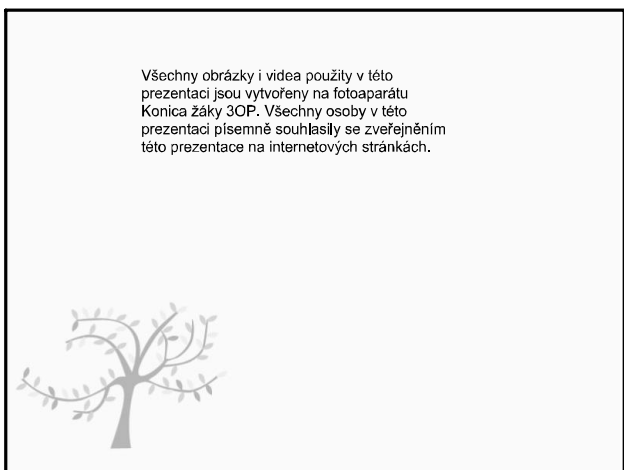 Všechny obrázky i videa použity v této
prezentaci jsou vytvořeny na fotoaparátu
Konica žáky 3OP. Všechny osoby v této
prezentaci písemně souhlasily se zveřejněním
této prezentace na internetových stránkách.